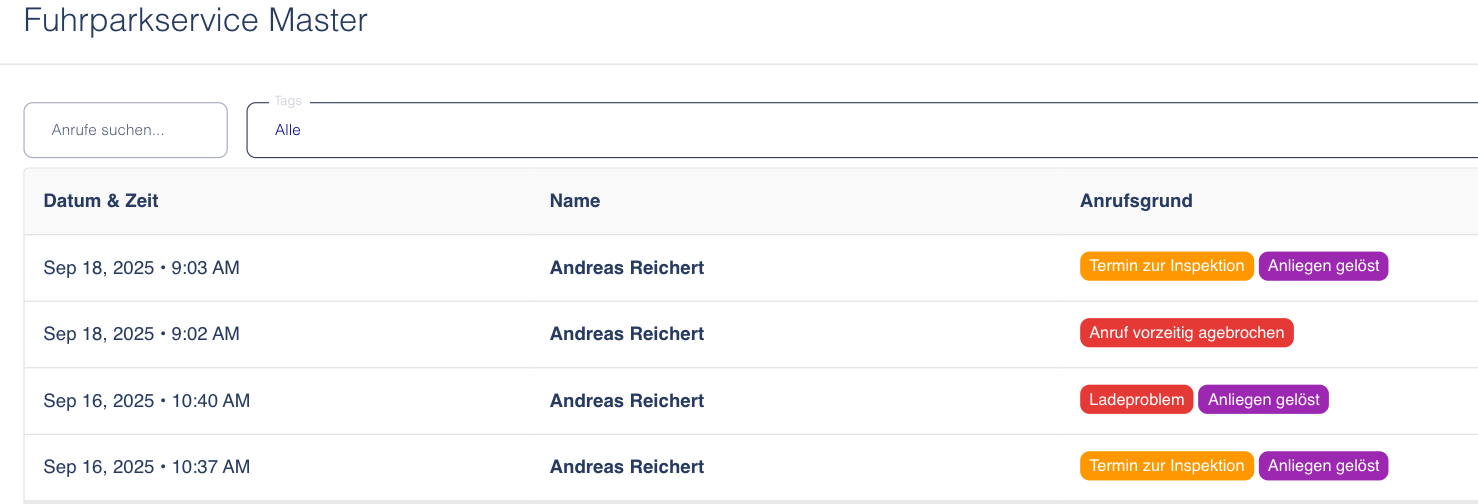 Fuhrparkservice Master
Tags
Anrufe suchen... Alle
Datum & Zeit Name Anrufsgrund
Sep 18, 2025 • 9:03 AM Andreas Reichert Termin zur Inspektion Anliegen gelöst
Sep 18, 2025 • 9:02 AM Andreas Reichert Anruf vorzeitig agebrochen
Sep 16, 2025 • 10:40 AM Andreas Reichert Ladeproblem Anliegen gelöst
Sep 16, 2025 • 10:37 AM Andreas Reichert Termin zur Inspektion Anliegen gelöst